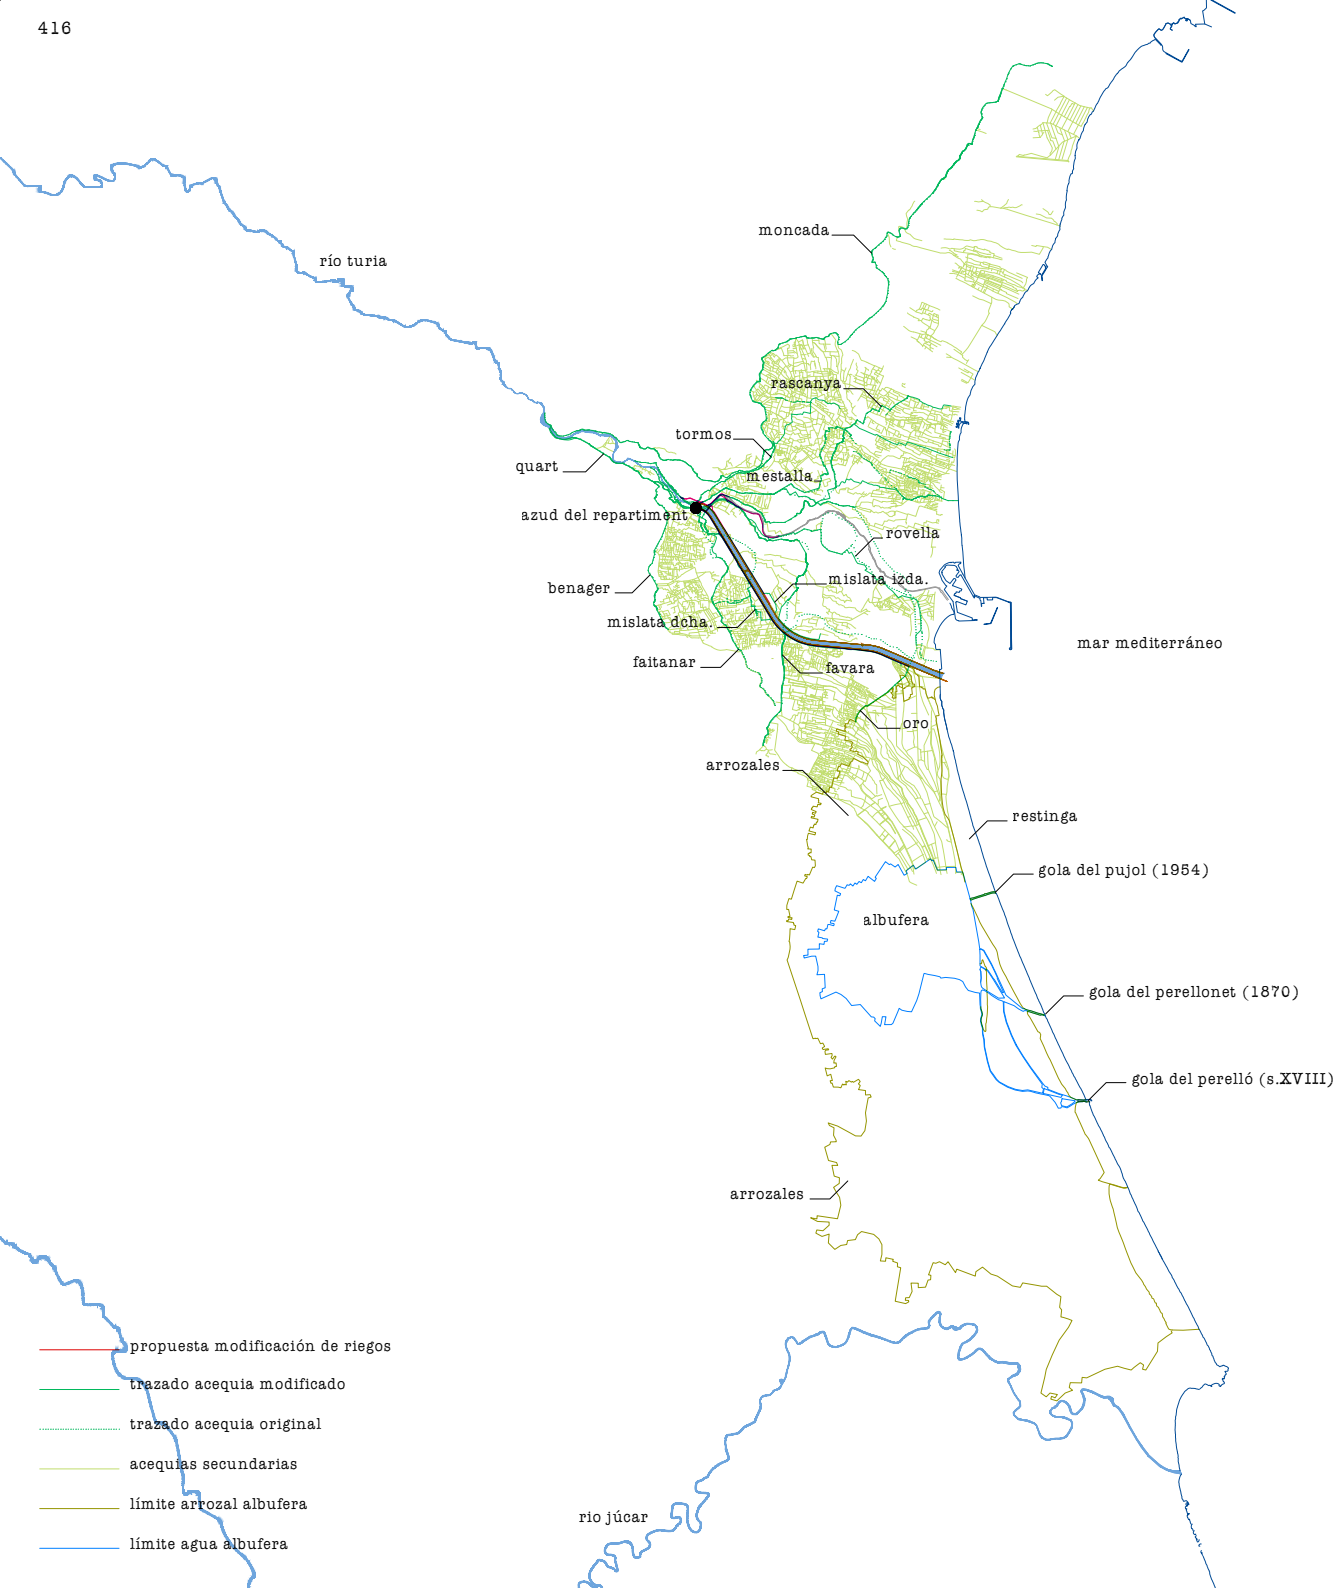 416
moncada
río turia
rascanya
tormos
mestalla
quart
azud del repartiment
rovella
benager
mislata izda.
mislata dcha.
mar mediterráneo
faitanar
favara
oro
arrozales
restinga
gola del pujol (1954)
albufera
gola del perellonet (1870)
gola del perelló (s.XVIII)
arrozales
propuesta modificación de riegos
trazado acequia modificado
trazado acequia original
acequias secundarias
límite arrozal albufera
rio júcar
límite agua albufera